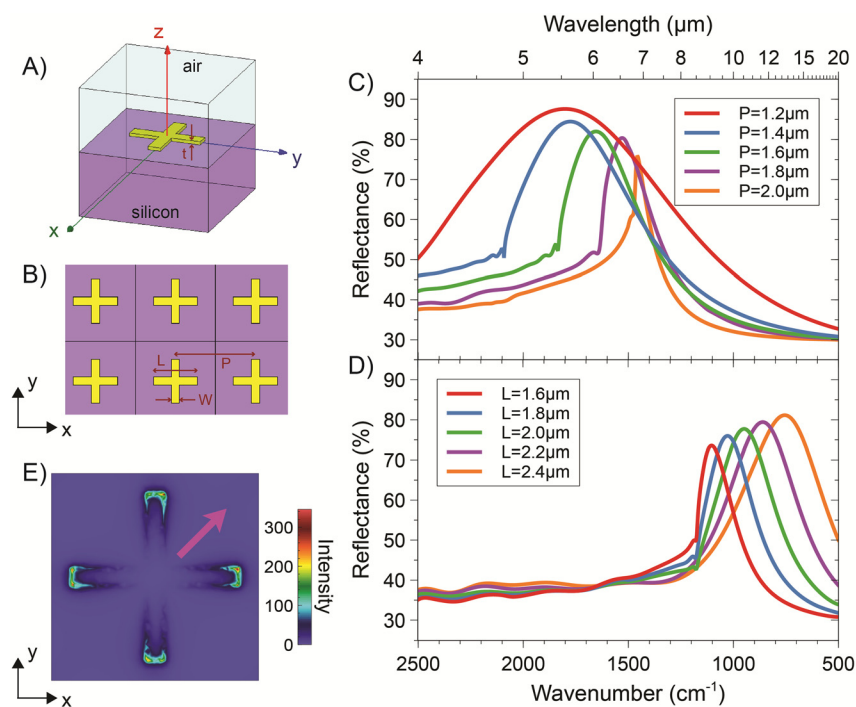 Wavelength (μm)
4 5 6 7 8 9 10 12 15 20
A)
z
air
t
y
x
silicon
C)
90
80
70
60
50
40
30
Reflectance (%)
P=1.2μm
P=1.4μm
P=1.6μm
P=1.8μm
P=2.0μm
B)
L
P
W
y
x
D)
90
80
70
60
50
40
30
Reflectance (%)
L=1.6μm
L=1.8μm
L=2.0μm
L=2.2μm
L=2.4μm
2500 2000 1500 1000 500
Wavenumber (cm⁻¹)
E)
300
200
100
0
Intensity
y
x